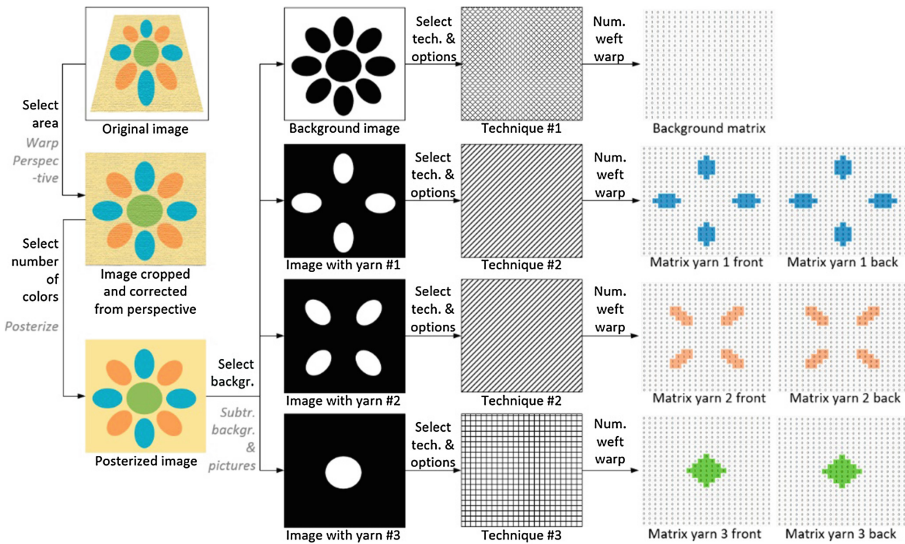 Original image
Select
area
Warp
Perspec
-tive
Image cropped
and corrected
from perspective
Select
number
of
colors
Posterize
Posterized image
Select
backgr.
Subtr.
backgr.
&
pictures
Background image
Select
tech. &
options
Technique #1
Num.
weft
warp
Background matrix
Image with yarn #1
Select
tech. &
options
Technique #2
Num.
weft
warp
Matrix yarn 1 front
Matrix yarn 1 back
Image with yarn #2
Select
tech. &
options
Technique #2
Num.
weft
warp
Matrix yarn 2 front
Matrix yarn 2 back
Image with yarn #3
Select
tech. &
options
Technique #3
Num.
weft
warp
Matrix yarn 3 front
Matrix yarn 3 back